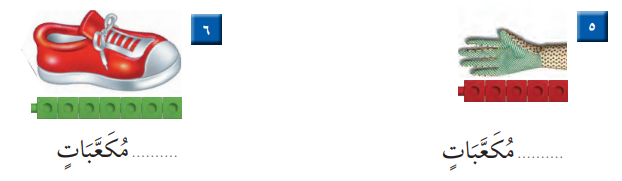 ٥
.......... مُكَعَّبَاتٍ
٦
.......... مُكَعَّبَاتٍ